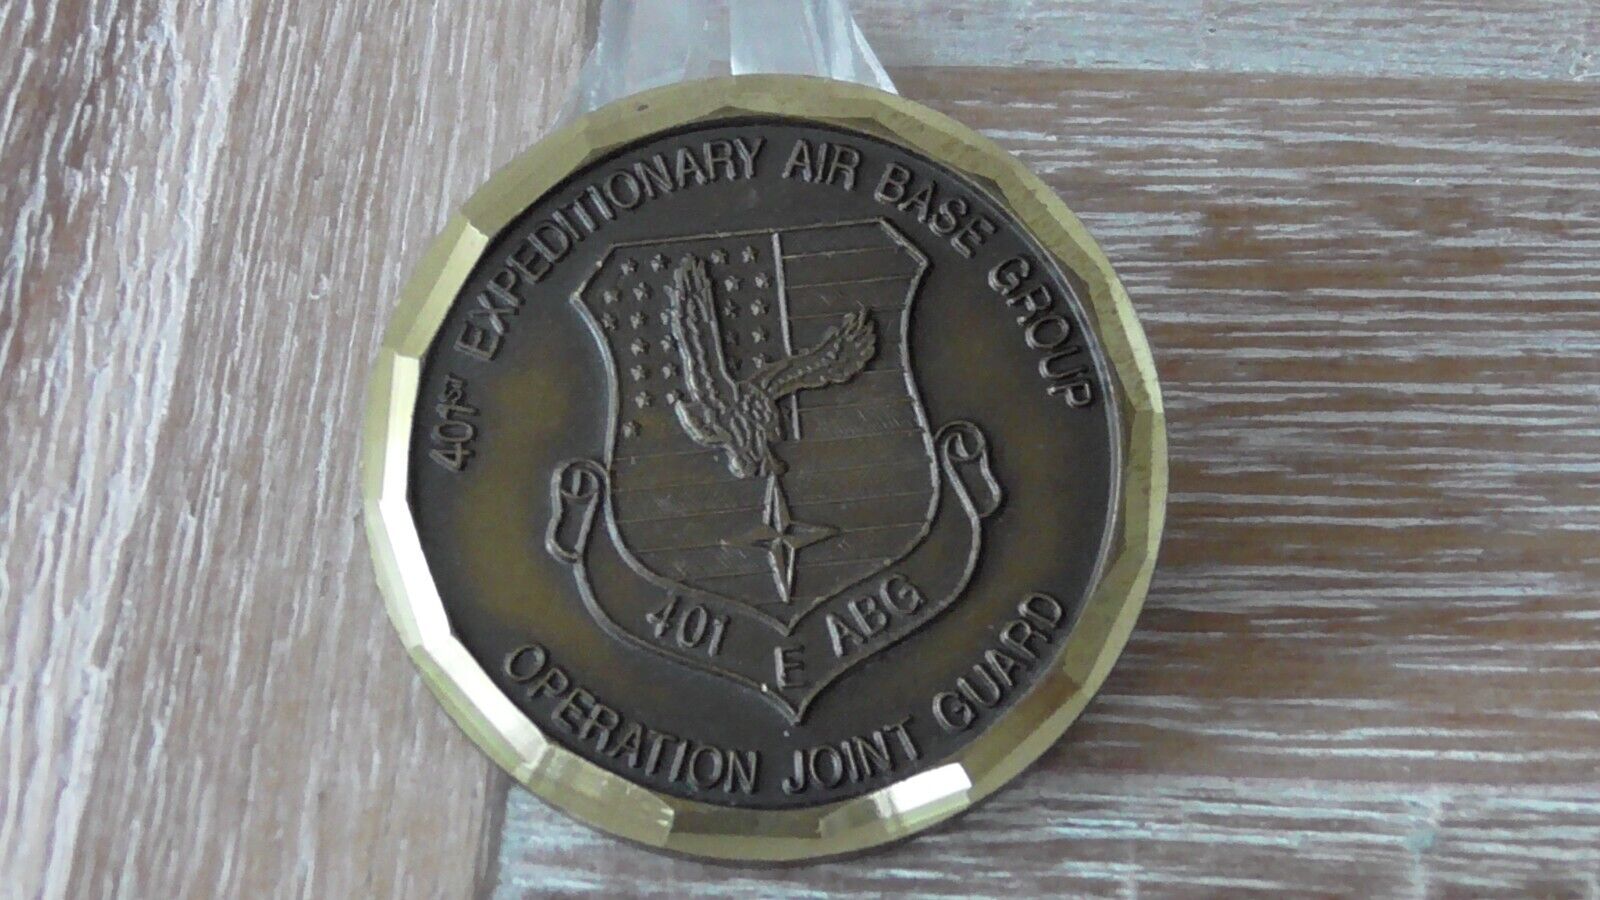 401ST EXPEDITIONARY AIR BASE GROUP
401 E ABG
OPERATION JOINT GUARD